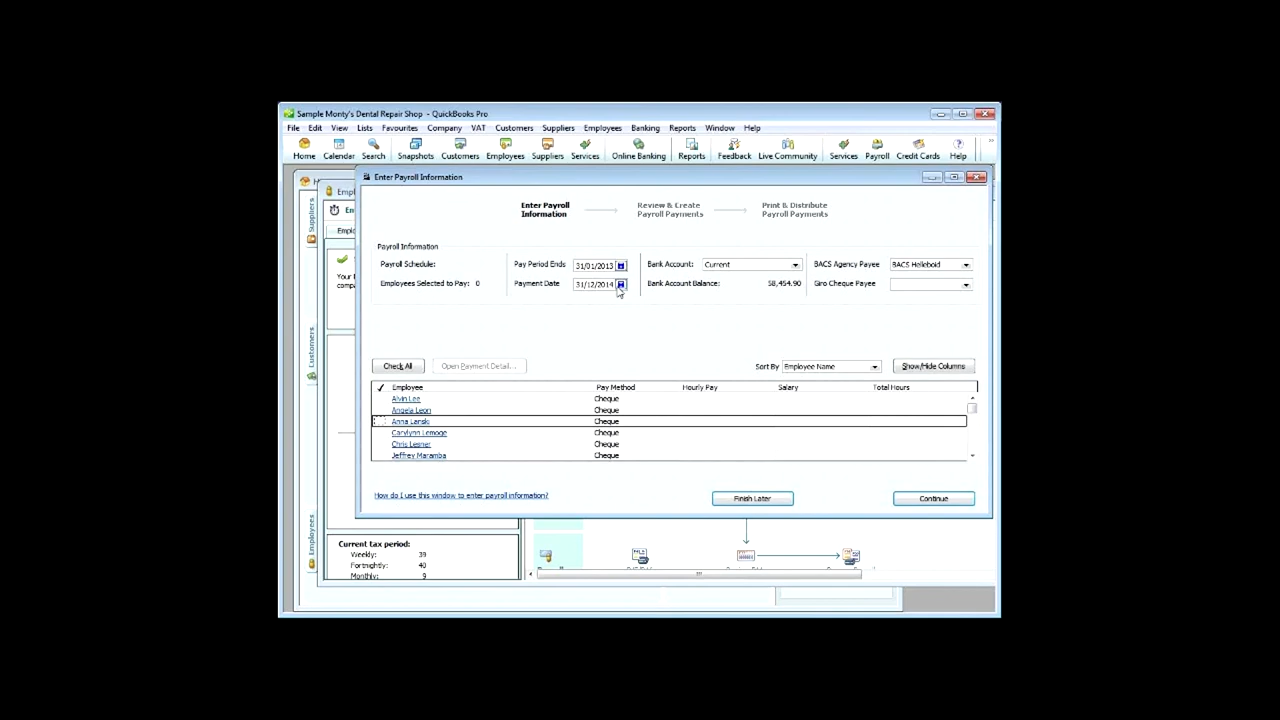 Sample Monty's Dental Repair Shop - QuickBooks Pro
File Edit View Lists Favourites Company VAT Customers Suppliers Employees Banking Reports Window Help
Home Calendar Search Snapshots Customers Employees Suppliers Services Online Banking Reports Feedback Live Community Services Payroll Credit Cards Help
Enter Payroll Information
Enter Payroll Information
Review & Create Payroll Payments
Print & Distribute Payroll Payments
Suppliers
Customers
Employees
Payroll Information
Payroll Schedule:
Employees Selected to Pay: 0
Pay Period Ends 31/01/2013
Payment Date 31/12/2014
Bank Account: Current
Bank Account Balance: 58,454.90
BACS Agency Payee BACS Helleboid
Giro Cheque Payee
Check All Open Payment Detail... Sort By Employee Name Show/Hide Columns
Employee Pay Method Hourly Pay Salary Total Hours
Alvin Lee Cheque
Angela Leon Cheque
Anna Lanski Cheque
Carylynn Lemoge Cheque
Chris Lesner Cheque
Jeffrey Maramba Cheque
How do I use this window to enter payroll information?
Finish Later Continue
Current tax period:
Weekly: 39
Fortnightly: 40
Monthly: 9